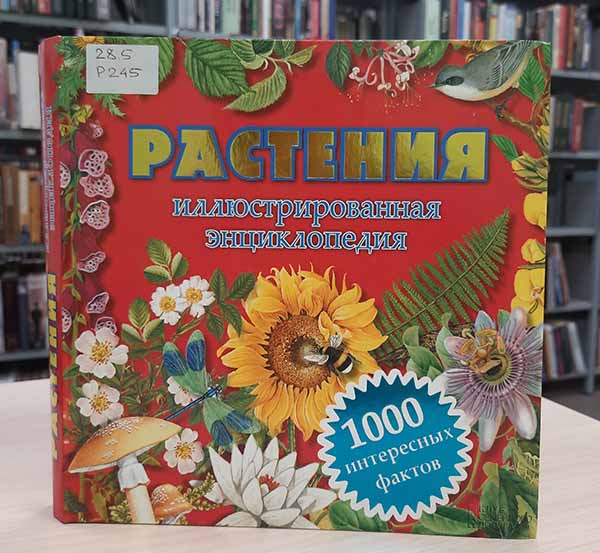 28.5
Р245
РАСТЕНИЯ
иллюстрированная
энциклопедия
1000
интересных
фактов